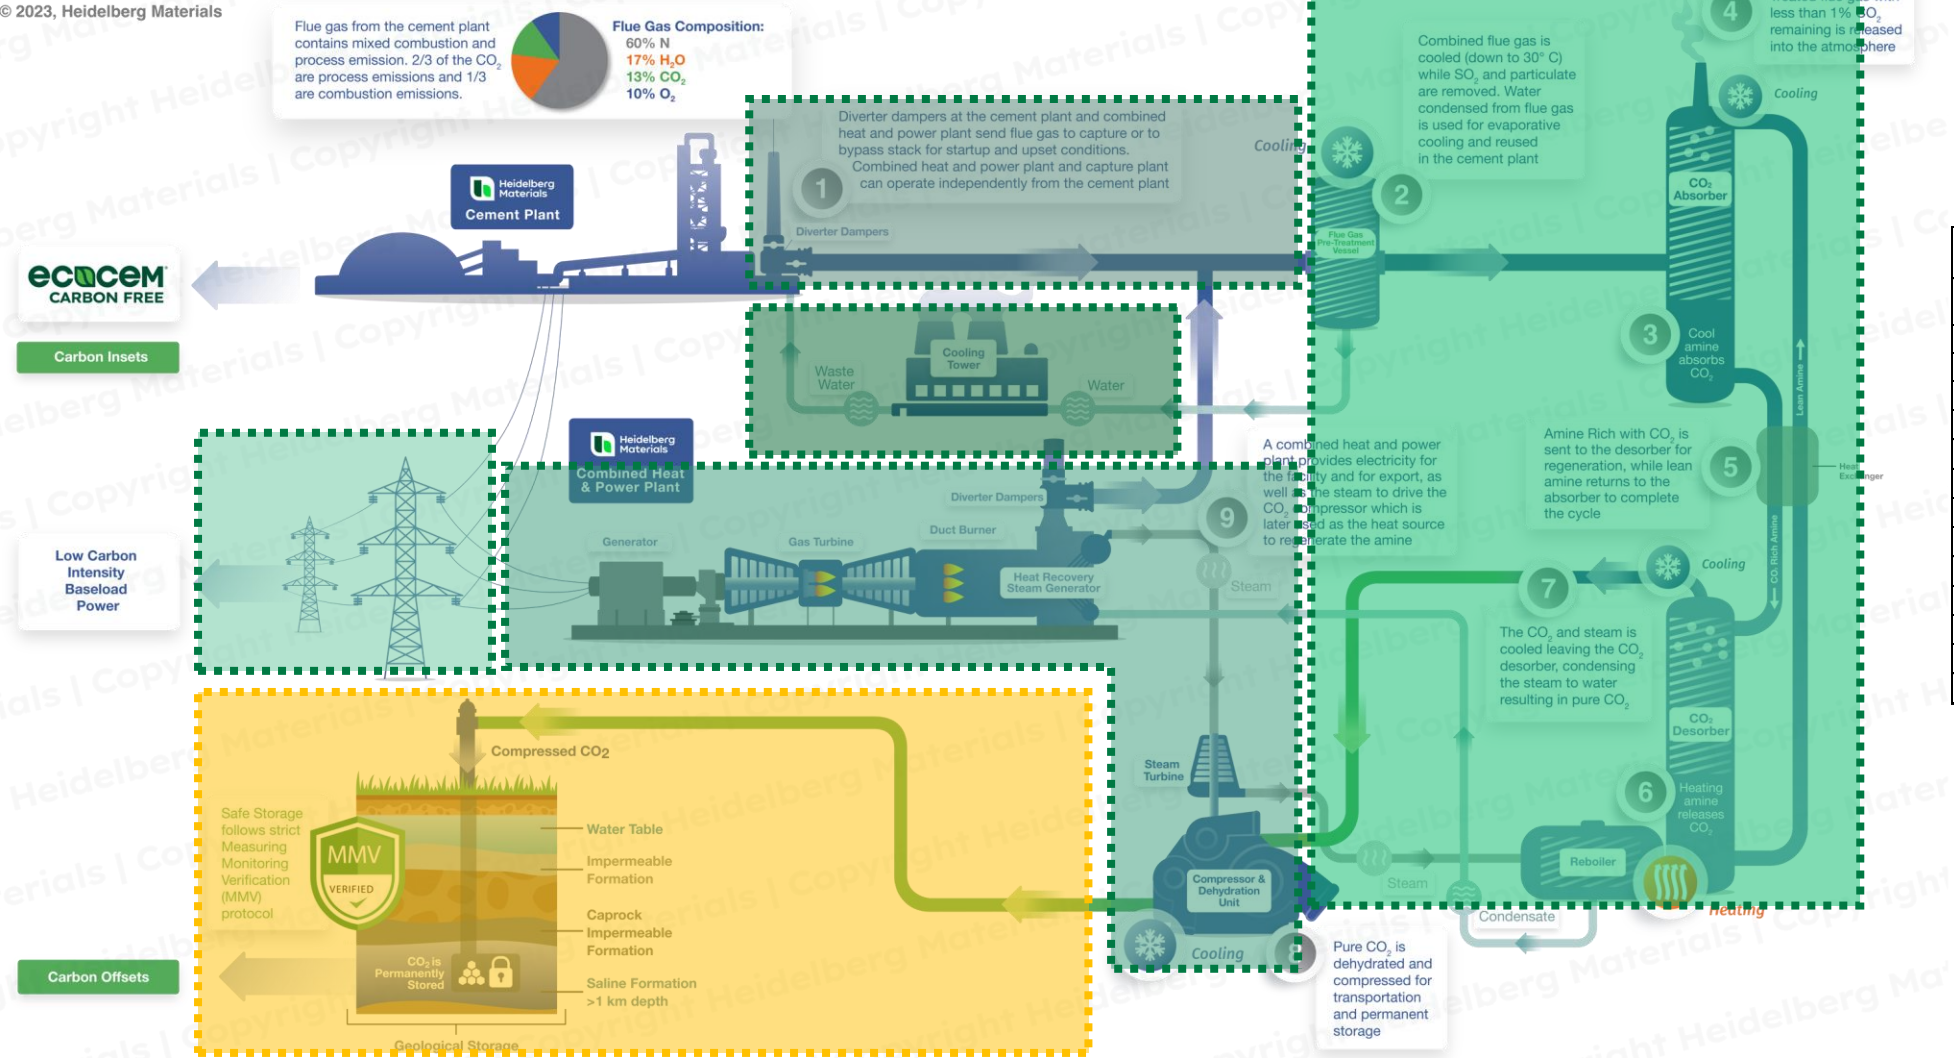 © 2023, Heidelberg Materials
Flue gas from the cement plant
contains mixed combustion and
process emission. 2/3 of the CO₂
are process emissions and 1/3
are combustion emissions.
Flue Gas Composition:
60% N
17% H₂O
13% CO₂
10% O₂
Diverter dampers at the cement plant and combined
heat and power plant send flue gas to capture or to
bypass stack for startup and upset conditions.
Combined heat and power plant and capture plant
can operate independently from the cement plant
1
Diverter Dampers
Cooling
Combined flue gas is
cooled (down to 30° C)
while SO₂ and particulate
are removed. Water
condensed from flue gas
is used for evaporative
cooling and reused
in the cement plant
2
Flue Gas
Pre-Treatment
Vessel
4
less than 1% CO₂
remaining is released
into the atmosphere
Cooling
CO₂
Absorber
3
Cool
amine
absorbs
CO₂
Heidelberg
Materials
Cement Plant
ecocem
CARBON FREE
Carbon Insets
Cooling
Tower
Waste
Water
Water
Heidelberg
Materials
Combined Heat
& Power Plant
Low Carbon
Intensity
Baseload
Power
Generator
Gas Turbine
Duct Burner
Diverter Dampers
Heat Recovery
Steam Generator
9
A combined heat and power
plant provides electricity for
the facility and for export, as
well as the steam to drive the
CO₂ compressor which is
later used as the heat source
to regenerate the amine
Steam
Amine Rich with CO₂ is
sent to the desorber for
regeneration, while lean
amine returns to the
absorber to complete
the cycle
5
Lean Amine
CO₂ Rich Amine
Heat
Exchanger
7
Cooling
The CO₂ and steam is
cooled leaving the CO₂
desorber, condensing
the steam to water
resulting in pure CO₂
CO₂
Desorber
6
Heating
amine
releases
CO₂
Reboiler
Heating
Steam
Condensate
Steam
Turbine
Compressor &
Dehydration
Unit
Cooling
8
Pure CO₂ is
dehydrated and
compressed for
transportation
and permanent
storage
Compressed CO₂
Safe Storage
follows strict
Measuring
Monitoring
Verification
(MMV)
protocol
MMV
VERIFIED
Water Table
Impermeable
Formation
Caprock
Impermeable
Formation
Saline Formation
>1 km depth
CO₂ is
Permanently
Stored
Geological Storage
Carbon Offsets